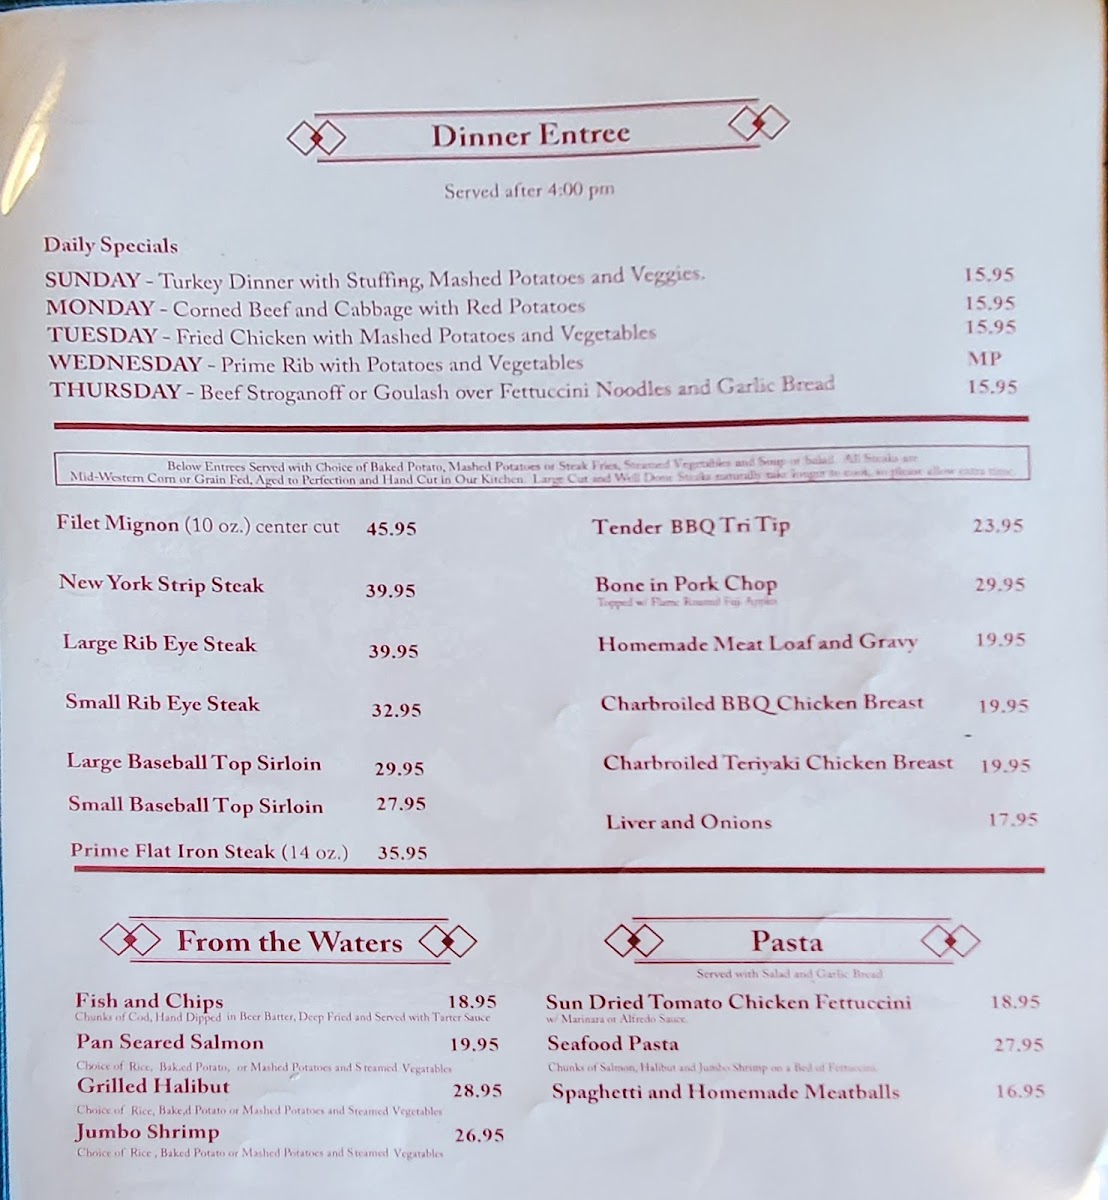 Dinner Entree
Served after 4:00 pm
Daily Specials
SUNDAY - Turkey Dinner with Stuffing, Mashed Potatoes and Veggies. 15.95
MONDAY - Corned Beef and Cabbage with Red Potatoes 15.95
TUESDAY - Fried Chicken with Mashed Potatoes and Vegetables 15.95
WEDNESDAY - Prime Rib with Potatoes and Vegetables MP
THURSDAY - Beef Stroganoff or Goulash over Fettuccini Noodles and Garlic Bread 15.95
Below Entrees Served with Choice of Baked Potato, Mashed Potatoes or Steak Fries, Steamed Vegetables and Soup or Salad. All Steaks are
Mid-Western Corn or Grain Fed, Aged to Perfection and Hand Cut in Our Kitchen. Large Cut and Well Done Steaks naturally take longer to cook, so please allow extra time.
Filet Mignon (10 oz.) center cut 45.95
New York Strip Steak 39.95
Large Rib Eye Steak 39.95
Small Rib Eye Steak 32.95
Large Baseball Top Sirloin 29.95
Small Baseball Top Sirloin 27.95
Prime Flat Iron Steak (14 oz.) 35.95
Tender BBQ Tri Tip 23.95
Bone in Pork Chop 29.95
Topped w/ Flame Roasted Fuji Apples
Homemade Meat Loaf and Gravy 19.95
Charbroiled BBQ Chicken Breast 19.95
Charbroiled Teriyaki Chicken Breast 19.95
Liver and Onions 17.95
From the Waters
Fish and Chips 18.95
Chunks of Cod, Hand Dipped in Beer Batter, Deep Fried and Served with Tarter Sauce
Pan Seared Salmon 19.95
Choice of Rice, Bak.ed Potato, or Mashed Potatoes and Steamed Vegatables
Grilled Halibut 28.95
Choice of Rice, Bake,d Potato or Mashed Potatoes and Steamed Vegetables
Jumbo Shrimp 26.95
Choice of Rice , Baked Potato or Mashed Potatoes and Steamed Vegatables
Pasta
Served with Salad and Garlic Bread
Sun Dried Tomato Chicken Fettuccini 18.95
w/ Marinara or Alfredo Sauce.
Seafood Pasta 27.95
Chunks of Salmon, Halibut and Jumbo Shrimp on a Bed of Fettuccini.
Spaghetti and Homemade Meatballs 16.95